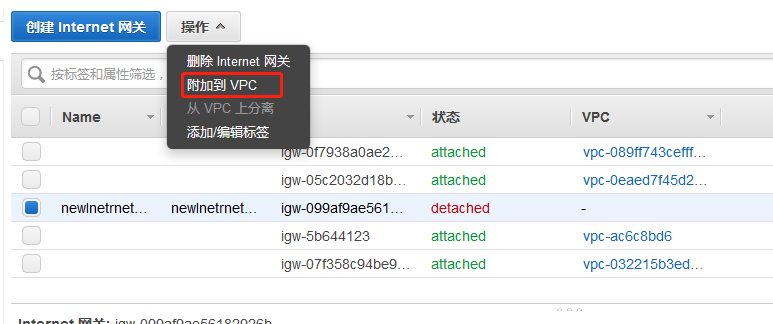 创建 Internet 网关 操作
删除 Internet 网关
按标签和属性筛选， 附加到 VPC
从 VPC 上分离
Name 状态 VPC
添加/编辑标签
igw-0f7938a0ae2… attached vpc-089ff743cefff…
igw-05c2032d18b… attached vpc-0eaed7f45d2…
newInetrnet… newInetrnet… igw-099af9ae561… detached -
igw-5b644123 attached vpc-ac6c8bd6
igw-07f358c94be9… attached vpc-032215b3ed…
Internet 网关: igw-099af9ae56182926b